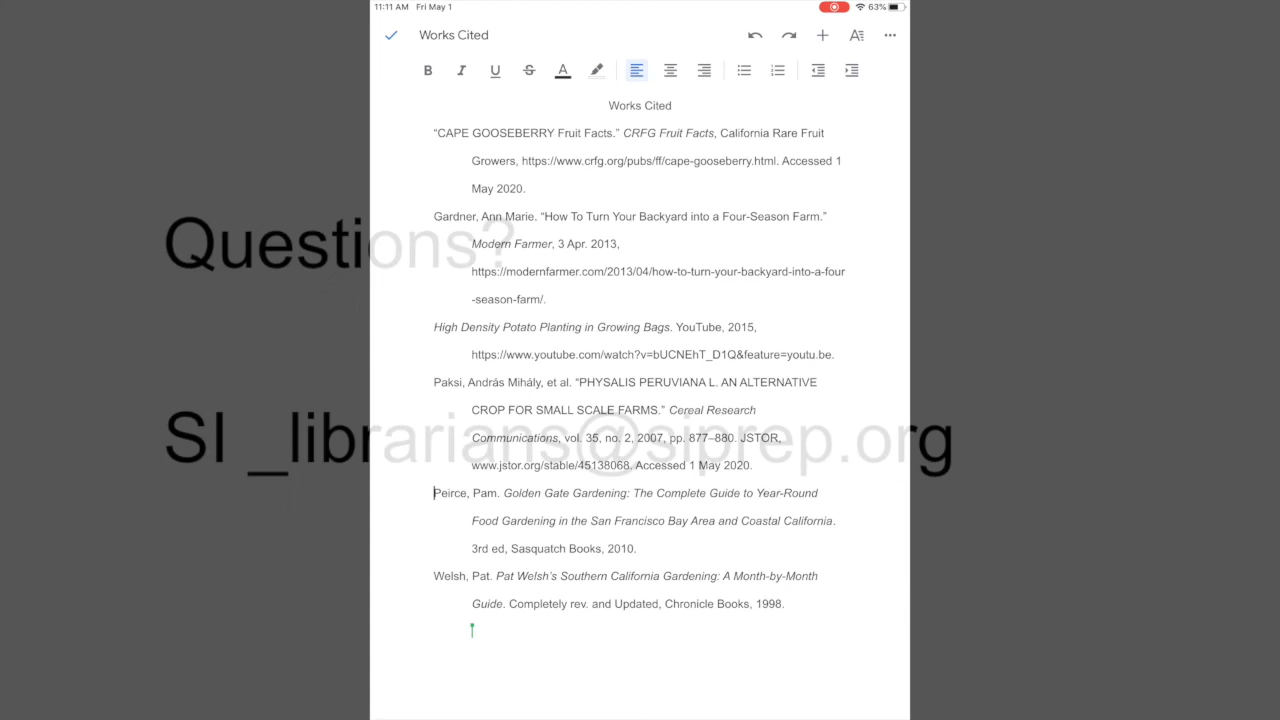 11:11 AM Fri May 1
63%
Works Cited
Works Cited
“CAPE GOOSEBERRY Fruit Facts.” CRFG Fruit Facts, California Rare Fruit
Growers, https://www.crfg.org/pubs/ff/cape-gooseberry.html. Accessed 1
May 2020.
Gardner, Ann Marie. “How To Turn Your Backyard into a Four-Season Farm.”
Modern Farmer, 3 Apr. 2013,
https://modernfarmer.com/2013/04/how-to-turn-your-backyard-into-a-four
-season-farm/.
High Density Potato Planting in Growing Bags. YouTube, 2015,
https://www.youtube.com/watch?v=bUCNEhT_D1Q&feature=youtu.be.
Paksi, András Mihály, et al. “PHYSALIS PERUVIANA L. AN ALTERNATIVE
CROP FOR SMALL SCALE FARMS.” Cereal Research
Communications, vol. 35, no. 2, 2007, pp. 877–880. JSTOR,
www.jstor.org/stable/45138068. Accessed 1 May 2020.
Peirce, Pam. Golden Gate Gardening: The Complete Guide to Year-Round
Food Gardening in the San Francisco Bay Area and Coastal California.
3rd ed, Sasquatch Books, 2010.
Welsh, Pat. Pat Welsh’s Southern California Gardening: A Month-by-Month
Guide. Completely rev. and Updated, Chronicle Books, 1998.
Questions?
SI _librarians@siprep.org